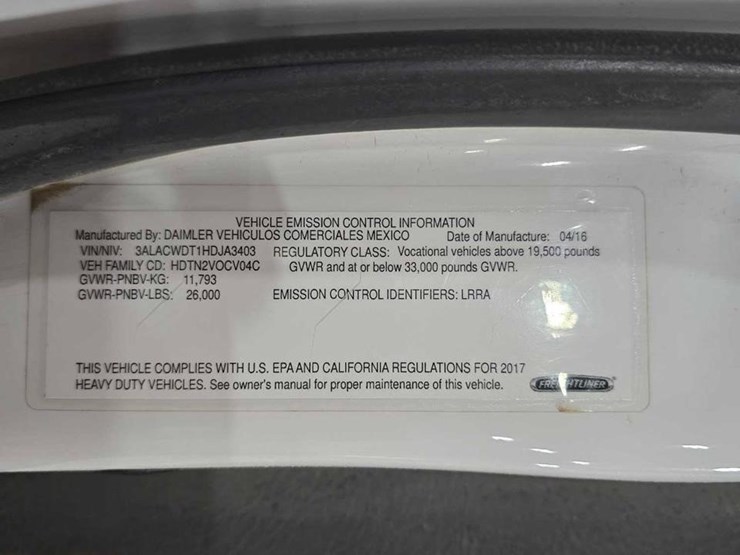 VEHICLE EMISSION CONTROL INFORMATION
Manufactured By: DAIMLER VEHICULOS COMERCIALES MEXICO Date of Manufacture: 04/16
VIN/NIV: 3ALACWDT1HDJA3403 REGULATORY CLASS: Vocational vehicles above 19,500 pounds
VEH FAMILY CD: HDTN2VOCV04C GVWR and at or below 33,000 pounds GVWR.
GVWR-PNBV-KG: 11,793
GVWR-PNBV-LBS: 26,000 EMISSION CONTROL IDENTIFIERS: LRRA
THIS VEHICLE COMPLIES WITH U.S. EPA AND CALIFORNIA REGULATIONS FOR 2017
HEAVY DUTY VEHICLES. See owner's manual for proper maintenance of this vehicle.
FREIGHTLINER